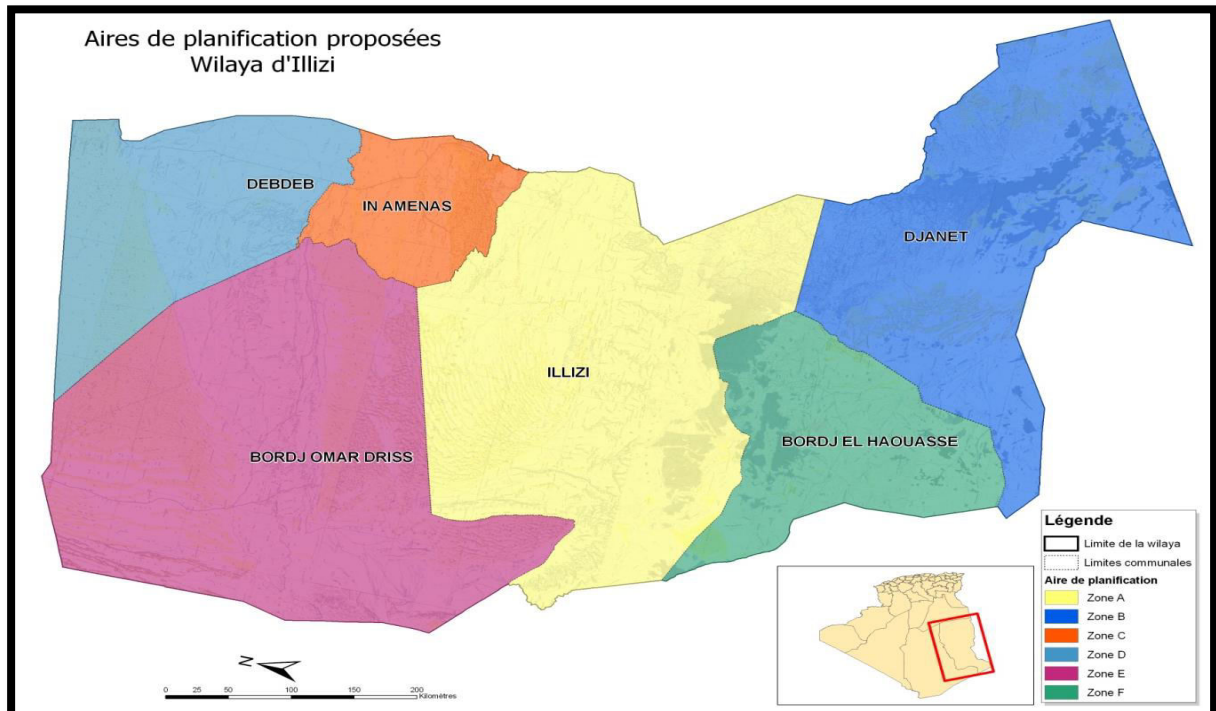 Aires de planification proposées
Wilaya d'Illizi
DEBDEB
IN AMENAS
DJANET
ILLIZI
BORDJ OMAR DRISS
BORDJ EL HAOUASSE
Légende
Limite de la wilaya
Limites communales
Aire de planification
Zone A
Zone B
Zone C
Zone D
Zone E
Zone F
N
0 25 50 100 150 200
Kilomètres